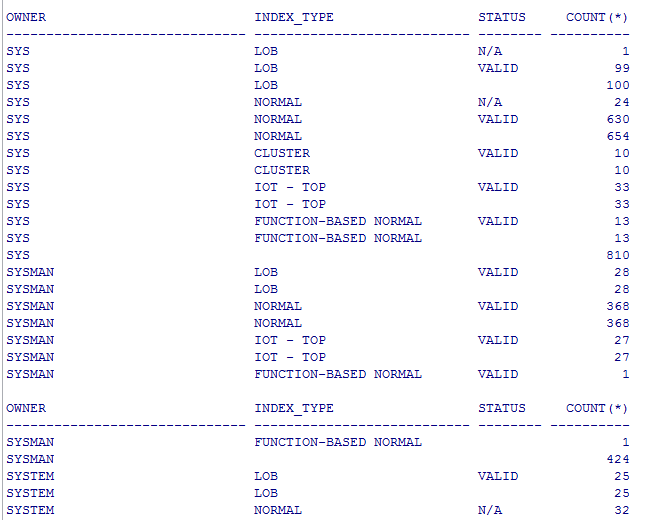 OWNER INDEX_TYPE STATUS COUNT(*)
------------------------------ --------------------------- -------- ----------
SYS LOB N/A 1
SYS LOB VALID 99
SYS LOB 100
SYS NORMAL N/A 24
SYS NORMAL VALID 630
SYS NORMAL 654
SYS CLUSTER VALID 10
SYS CLUSTER 10
SYS IOT - TOP VALID 33
SYS IOT - TOP 33
SYS FUNCTION-BASED NORMAL VALID 13
SYS FUNCTION-BASED NORMAL 13
SYS 810
SYSMAN LOB VALID 28
SYSMAN LOB 28
SYSMAN NORMAL VALID 368
SYSMAN NORMAL 368
SYSMAN IOT - TOP VALID 27
SYSMAN IOT - TOP 27
SYSMAN FUNCTION-BASED NORMAL VALID 1
OWNER INDEX_TYPE STATUS COUNT(*)
------------------------------ --------------------------- -------- ----------
SYSMAN FUNCTION-BASED NORMAL 1
SYSMAN 424
SYSTEM LOB VALID 25
SYSTEM LOB 25
SYSTEM NORMAL N/A 32